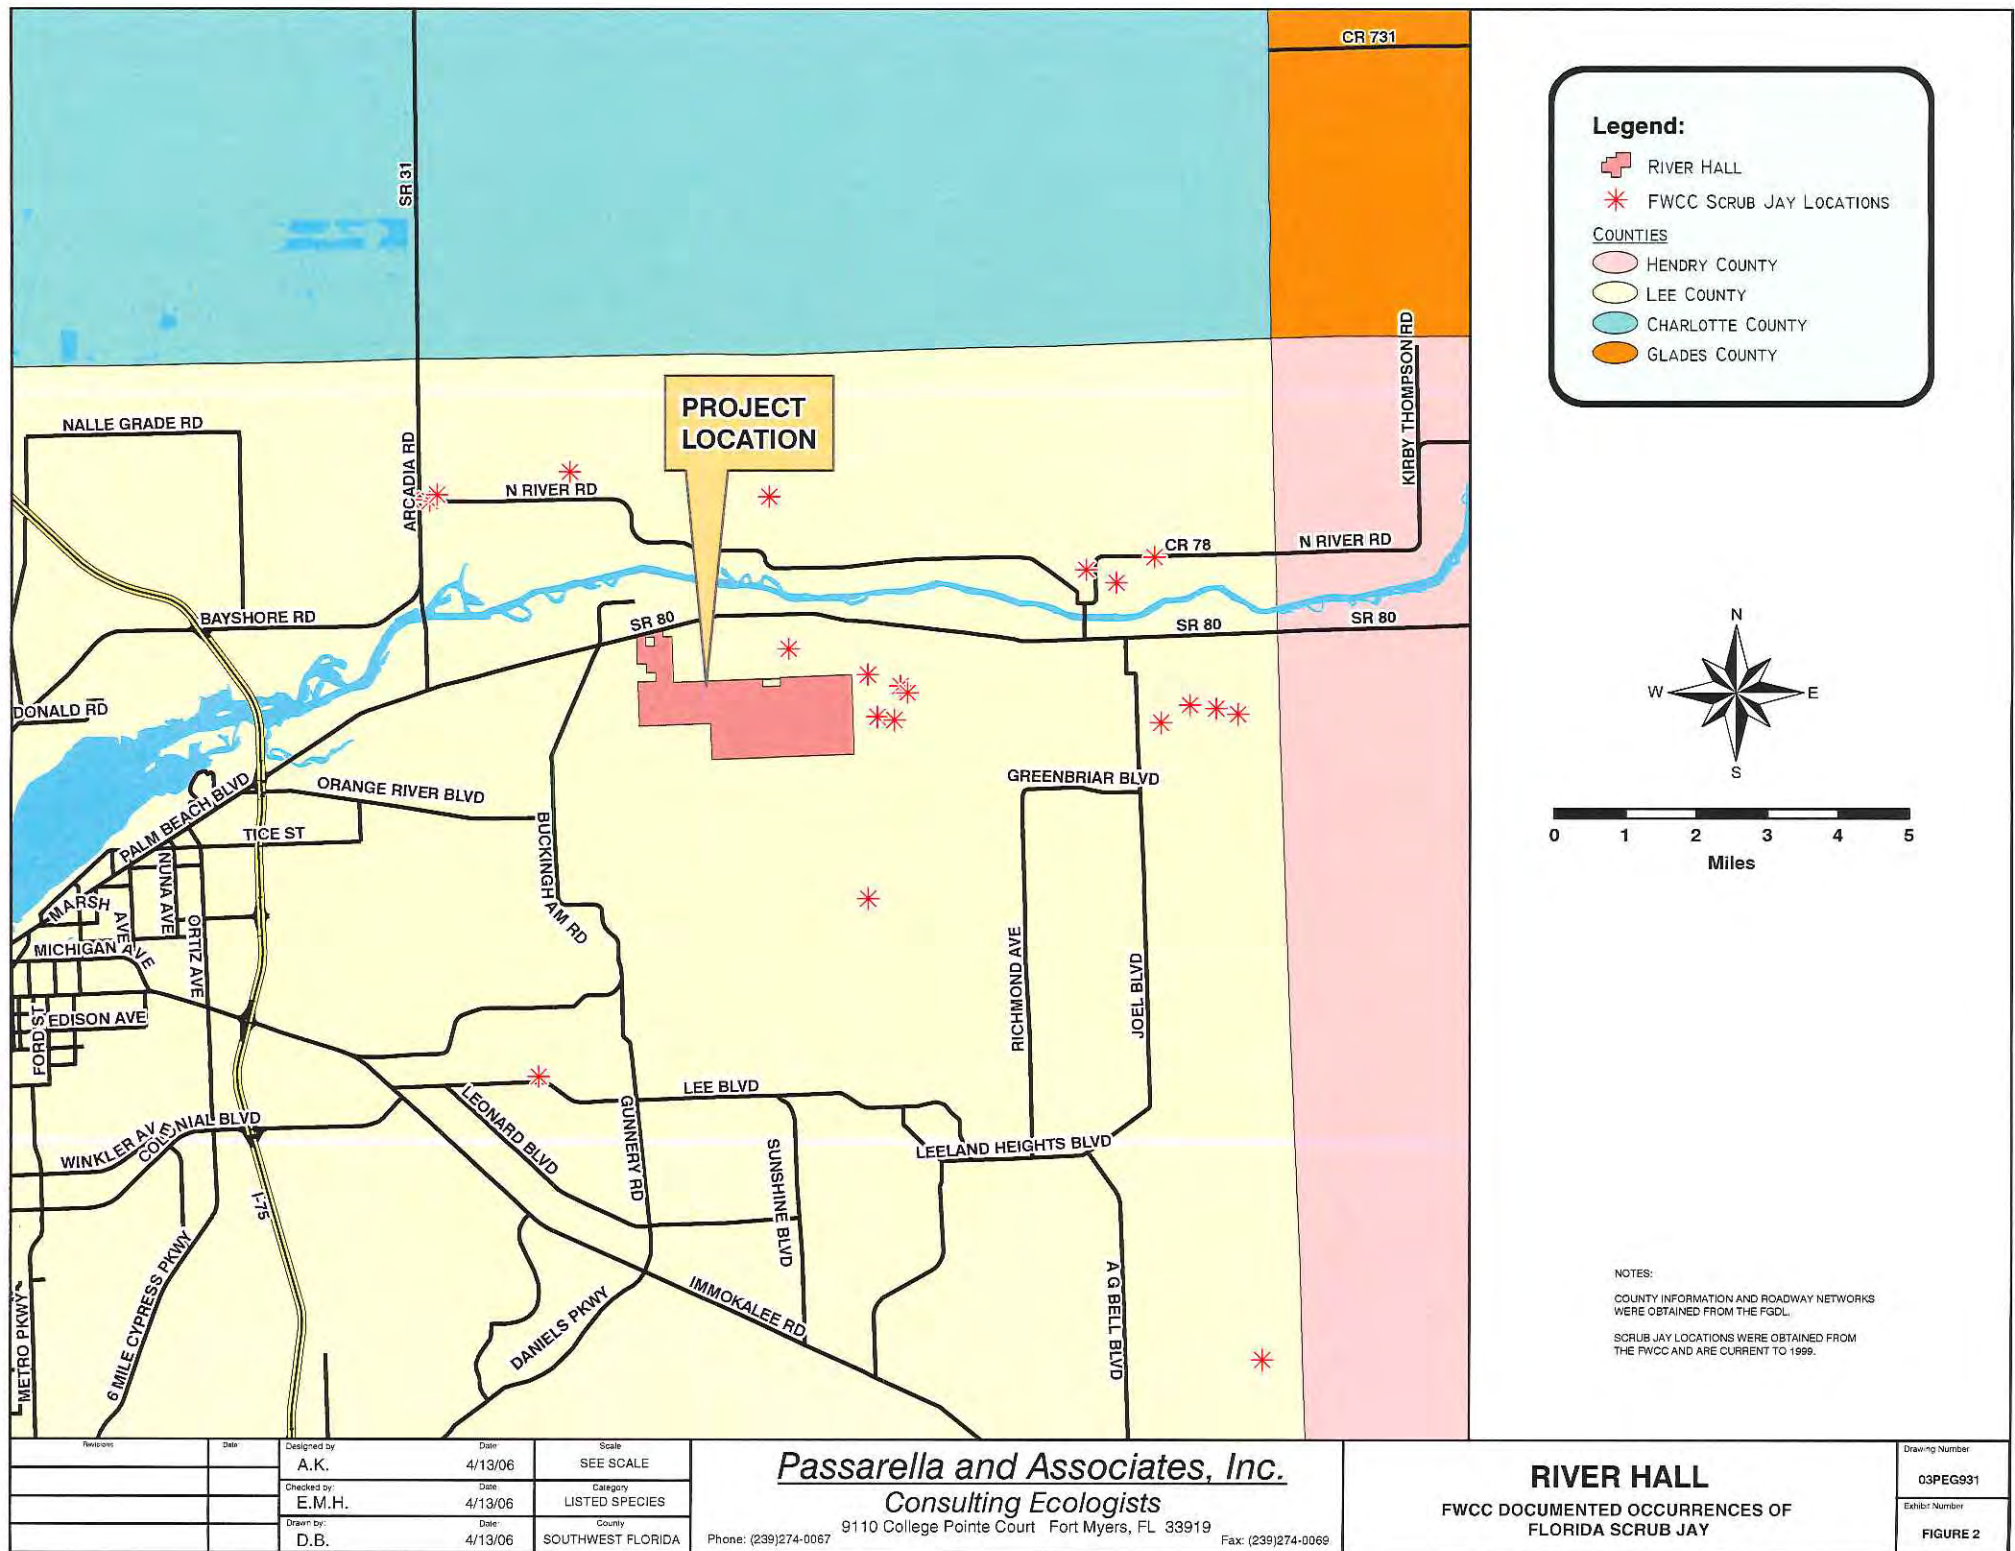 CR 731
SR 31
Legend:
RIVER HALL
FWCC SCRUB JAY LOCATIONS
COUNTIES
HENDRY COUNTY
LEE COUNTY
CHARLOTTE COUNTY
GLADES COUNTY
KIRBY THOMPSON RD
PROJECT
LOCATION
NALLE GRADE RD
ARCADIA RD
N RIVER RD
CR 78
N RIVER RD
BAYSHORE RD
SR 80
SR 80
SR 80
DONALD RD
N
W
E
S
0 1 2 3 4 5
Miles
PALM BEACH BLVD
ORANGE RIVER BLVD
TICE ST
GREENBRIAR BLVD
BUCKINGHAM RD
NUNA AVE
MARSH
AVE
ORTIZ AVE
MICHIGAN AVE
EDISON AVE
FORD ST
RICHMOND AVE
JOEL BLVD
LEE BLVD
LEONARD BLVD
GUNNERY RD
COLONIAL BLVD
WINKLER AVE
LEELAND HEIGHTS BLVD
SUNSHINE BLVD
I-75
6 MILE CYPRESS PKWY
METRO PKWY
DANIELS PKWY
IMMOKALEE RD
A G BELL BLVD
NOTES:
COUNTY INFORMATION AND ROADWAY NETWORKS
WERE OBTAINED FROM THE FGDL.
SCRUB JAY LOCATIONS WERE OBTAINED FROM
THE FWCC AND ARE CURRENT TO 1999.
Revisions
Date
Designed by
A.K.
Date
4/13/06
Scale
SEE SCALE
Checked by:
E.M.H.
Date
4/13/06
Category
LISTED SPECIES
Drawn by:
D.B.
Date
4/13/06
County
SOUTHWEST FLORIDA
Passarella and Associates, Inc.
Consulting Ecologists
9110 College Pointe Court Fort Myers, FL 33919
Phone: (239)274-0067
Fax: (239)274-0069
RIVER HALL
FWCC DOCUMENTED OCCURRENCES OF
FLORIDA SCRUB JAY
Drawing Number
03PEG931
Exhibit Number
FIGURE 2